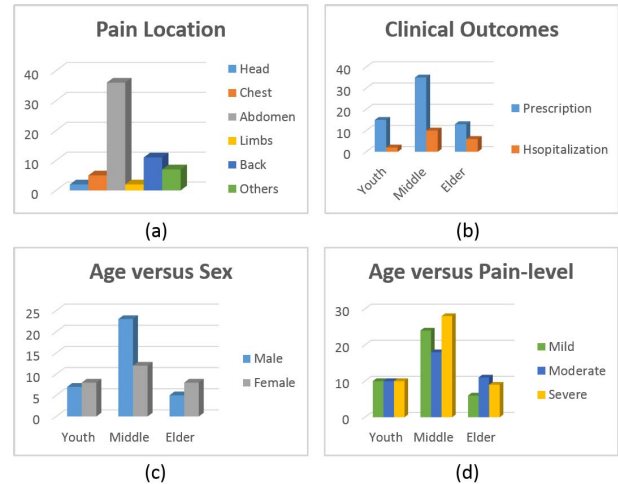 Pain Location
40
30
20
10
0
Head
Chest
Abdomen
Limbs
Back
Others
(a)
Clinical Outcomes
40
30
20
10
0
Youth
Middle
Elder
Prescription
Hsopitalization
(b)
Age versus Sex
25
20
15
10
5
0
Youth Middle Elder
Male
Female
(c)
Age versus Pain-level
30
20
10
0
Youth Middle Elder
Mild
Moderate
Severe
(d)